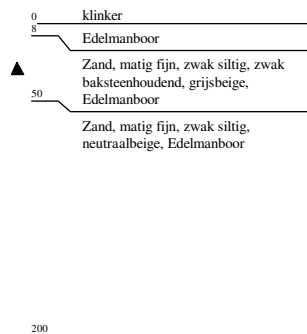 0 klinker
8
Edelmanboor
Zand, matig fijn, zwak siltig, zwak
baksteenhoudend, grijsbeige,
50 Edelmanboor
Zand, matig fijn, zwak siltig,
neutraalbeige, Edelmanboor
200